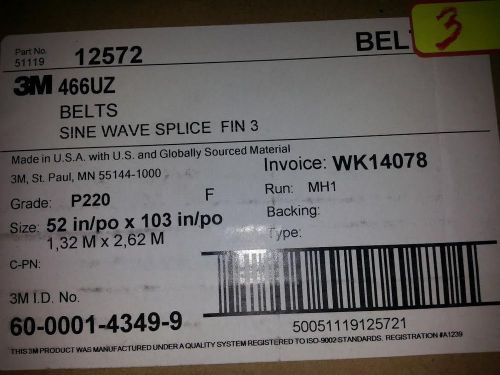 Part No.
51119
12572
BELT
3
3M 466UZ
BELTS
SINE WAVE SPLICE FIN 3
Made in U.S.A. with U.S. and Globally Sourced Material
3M, St. Paul, MN 55144-1000
Invoice: WK14078
Grade: P220 F
Run: MH1
Size: 52 in/po x 103 in/po
Backing:
1,32 M x 2,62 M
Type:
C-PN:
3M I.D. No.
60-0001-4349-9
50051119125721
THIS 3M PRODUCT WAS MANUFACTURED UNDER A QUALITY SYSTEM REGISTERED TO ISO-9002 STANDARDS. REGISTRATION #A1239